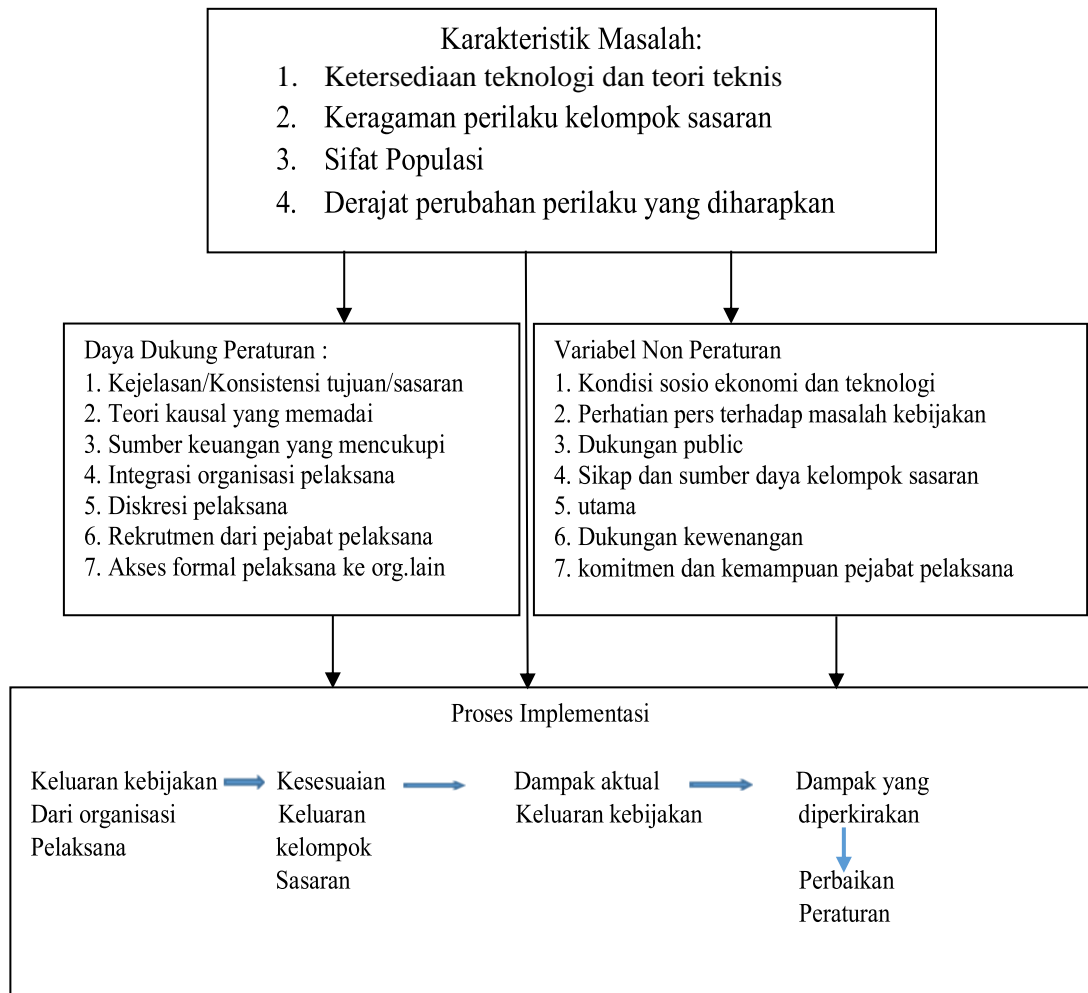 Karakteristik Masalah:
1. Ketersediaan teknologi dan teori teknis
2. Keragaman perilaku kelompok sasaran
3. Sifat Populasi
4. Derajat perubahan perilaku yang diharapkan
Daya Dukung Peraturan :
1. Kejelasan/Konsistensi tujuan/sasaran
2. Teori kausal yang memadai
3. Sumber keuangan yang mencukupi
4. Integrasi organisasi pelaksana
5. Diskresi pelaksana
6. Rekrutmen dari pejabat pelaksana
7. Akses formal pelaksana ke org.lain
Variabel Non Peraturan
1. Kondisi sosio ekonomi dan teknologi
2. Perhatian pers terhadap masalah kebijakan
3. Dukungan public
4. Sikap dan sumber daya kelompok sasaran
5. utama
6. Dukungan kewenangan
7. komitmen dan kemampuan pejabat pelaksana
Proses Implementasi
Keluaran kebijakan
Dari organisasi
Pelaksana
Kesesuaian
Keluaran
kelompok
Sasaran
Dampak aktual
Keluaran kebijakan
Dampak yang
diperkirakan
Perbaikan
Peraturan